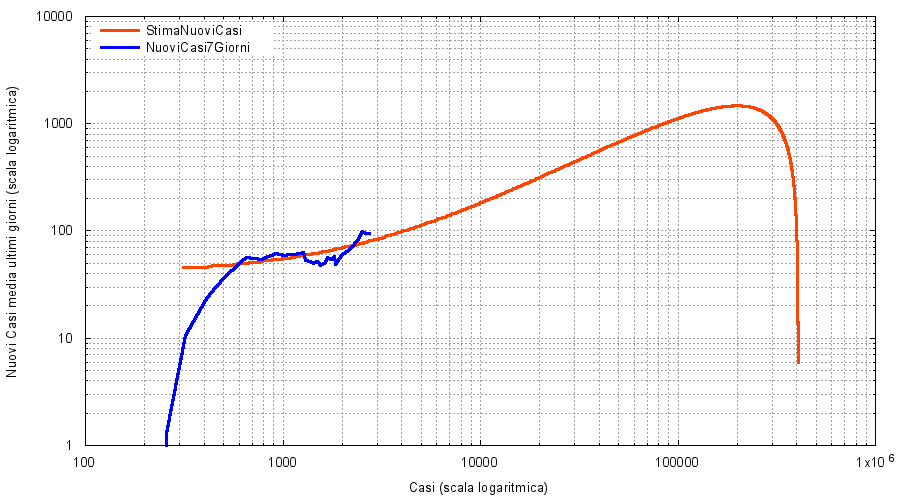 10000
1000
100
10
1
StimaNuoviCasi
NuoviCasi7Giorni
Nuovi Casi media ultimi giorni (scala logaritmica)
100 1000 10000 100000 1x10^6
Casi (scala logaritmica)